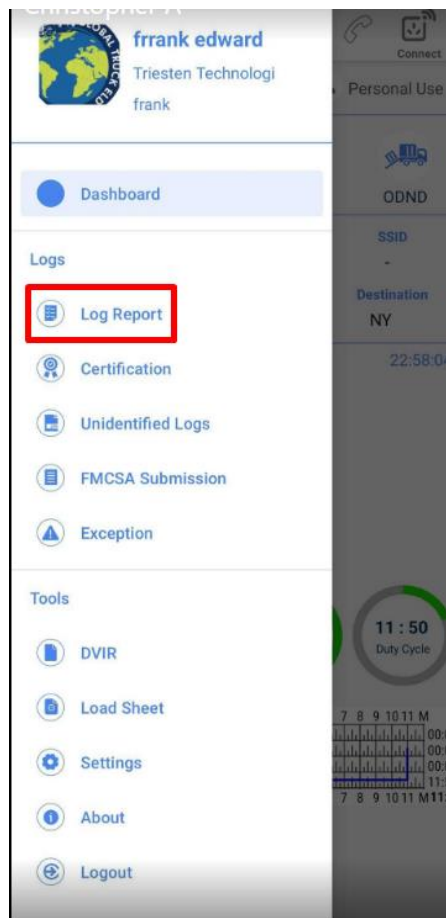 Christopher A
frrank edward
Triesten Technologi
frank
Dashboard
Logs
Log Report
Certification
Unidentified Logs
FMCSA Submission
Exception
Tools
DVIR
Load Sheet
Settings
About
Logout
Connect
Personal Use
ODND
SSID
-
Destination
NY
22:58:04
11 : 50
Duty Cycle
7 8 9 10 11 M
7 8 9 10 11 M